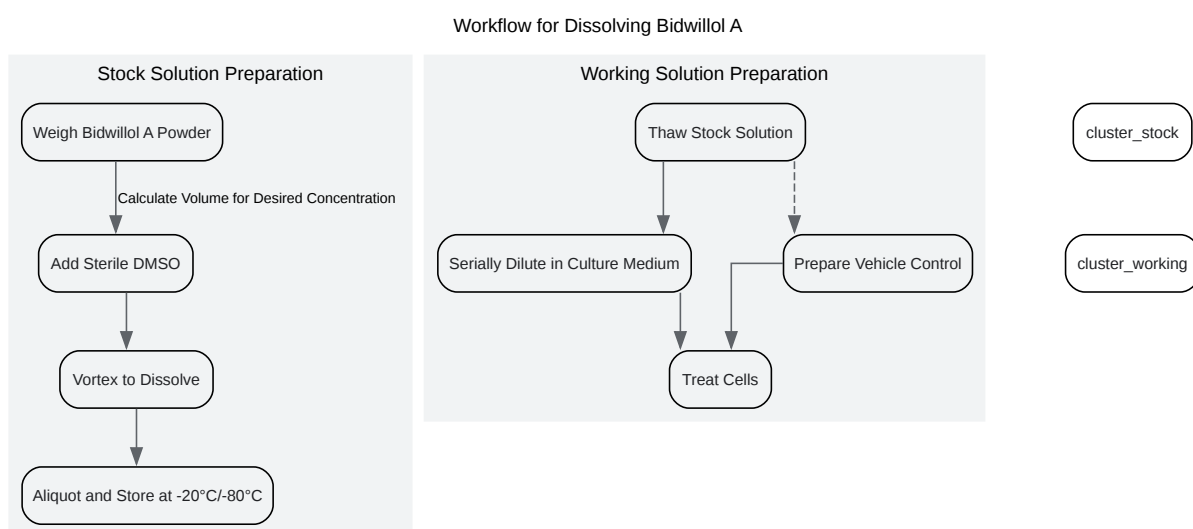 Workflow for Dissolving Bidwillol A
Stock Solution Preparation
Weigh Bidwillol A Powder
Calculate Volume for Desired Concentration
Add Sterile DMSO
Vortex to Dissolve
Aliquot and Store at -20°C/-80°C
Working Solution Preparation
Thaw Stock Solution
Serially Dilute in Culture Medium
Prepare Vehicle Control
Treat Cells
cluster_stock
cluster_working